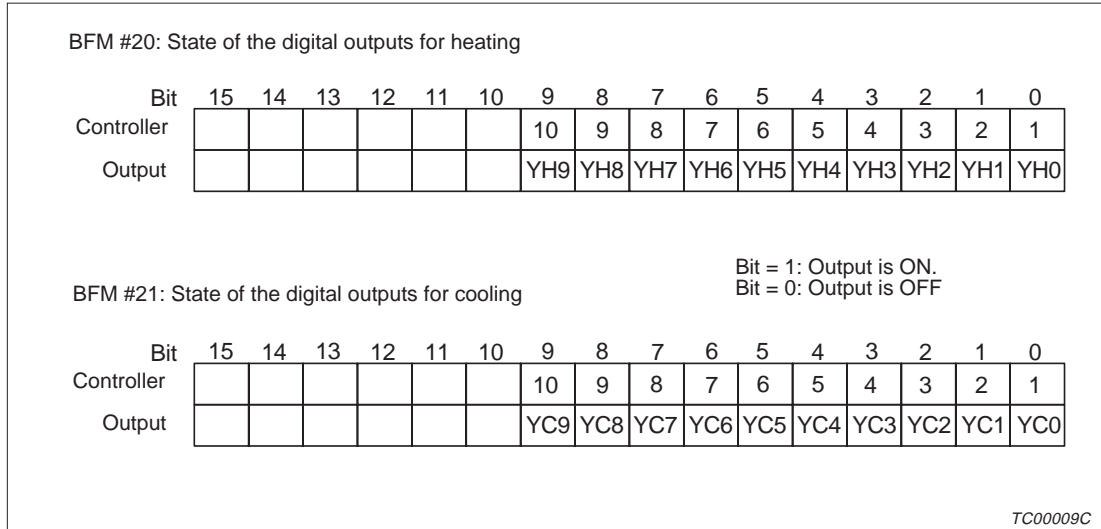 BFM #20: State of the digital outputs for heating
Bit 15 14 13 12 11 10 9 8 7 6 5 4 3 2 1 0
Controller 10 9 8 7 6 5 4 3 2 1
Output YH9 YH8 YH7 YH6 YH5 YH4 YH3 YH2 YH1 YH0
Bit = 1: Output is ON.
Bit = 0: Output is OFF
BFM #21: State of the digital outputs for cooling
Bit 15 14 13 12 11 10 9 8 7 6 5 4 3 2 1 0
Controller 10 9 8 7 6 5 4 3 2 1
Output YC9 YC8 YC7 YC6 YC5 YC4 YC3 YC2 YC1 YC0
TC00009C